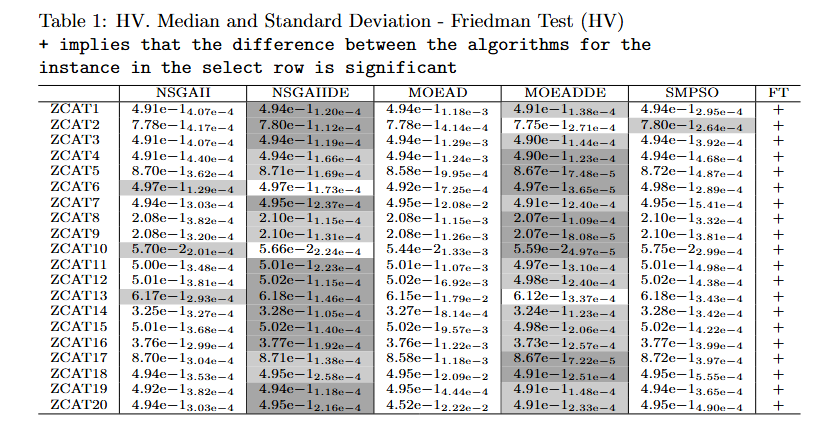 Table 1: HV. Median and Standard Deviation - Friedman Test (HV)
+ implies that the difference between the algorithms for the
instance in the select row is significant
NSGAII NSGAIIDE MOEAD MOEADDE SMPSO FT
ZCAT1 4.91e−1 4.07e−4 4.94e−1 1.20e−4 4.94e−1 1.18e−3 4.91e−1 1.38e−4 4.94e−1 2.95e−4 +
ZCAT2 7.78e−1 4.17e−4 7.80e−1 1.12e−4 7.78e−1 4.14e−4 7.75e−1 2.71e−4 7.80e−1 2.64e−4 +
ZCAT3 4.91e−1 4.07e−4 4.94e−1 1.19e−4 4.94e−1 1.29e−3 4.90e−1 1.44e−4 4.94e−1 3.92e−4 +
ZCAT4 4.91e−1 4.40e−4 4.94e−1 1.66e−4 4.94e−1 1.24e−3 4.90e−1 1.23e−4 4.94e−1 4.68e−4 +
ZCAT5 8.70e−1 3.62e−4 8.71e−1 1.69e−4 8.58e−1 9.95e−4 8.67e−1 7.48e−5 8.72e−1 4.87e−4 +
ZCAT6 4.97e−1 1.29e−4 4.97e−1 1.73e−4 4.92e−1 7.25e−4 4.97e−1 3.65e−5 4.98e−1 2.89e−4 +
ZCAT7 4.94e−1 3.03e−4 4.95e−1 2.37e−4 4.95e−1 2.08e−2 4.91e−1 2.40e−4 4.95e−1 5.41e−4 +
ZCAT8 2.08e−1 3.82e−4 2.10e−1 1.15e−4 2.08e−1 1.15e−3 2.07e−1 1.09e−4 2.10e−1 3.32e−4 +
ZCAT9 2.08e−1 3.20e−4 2.10e−1 1.31e−4 2.08e−1 1.26e−3 2.07e−1 8.08e−5 2.10e−1 3.81e−4 +
ZCAT10 5.70e−2 2.01e−4 5.66e−2 2.24e−4 5.44e−2 1.33e−3 5.59e−2 4.97e−5 5.75e−2 2.99e−4 +
ZCAT11 5.00e−1 3.48e−4 5.01e−1 2.23e−4 5.01e−1 1.07e−3 4.97e−1 3.10e−4 5.01e−1 4.98e−4 +
ZCAT12 5.01e−1 3.81e−4 5.02e−1 1.15e−4 5.02e−1 6.92e−3 4.98e−1 2.40e−4 5.02e−1 4.38e−4 +
ZCAT13 6.17e−1 2.93e−4 6.18e−1 1.46e−4 6.15e−1 1.79e−2 6.12e−1 3.37e−4 6.18e−1 3.43e−4 +
ZCAT14 3.25e−1 3.27e−4 3.28e−1 1.05e−4 3.27e−1 8.14e−4 3.24e−1 1.23e−4 3.28e−1 3.42e−4 +
ZCAT15 5.01e−1 3.68e−4 5.02e−1 1.40e−4 5.02e−1 9.57e−3 4.98e−1 2.06e−4 5.02e−1 4.22e−4 +
ZCAT16 3.76e−1 2.99e−4 3.77e−1 1.92e−4 3.76e−1 1.22e−3 3.73e−1 2.57e−4 3.77e−1 3.99e−4 +
ZCAT17 8.70e−1 3.04e−4 8.71e−1 1.38e−4 8.58e−1 1.18e−3 8.67e−1 7.22e−5 8.72e−1 3.97e−4 +
ZCAT18 4.94e−1 3.53e−4 4.95e−1 2.58e−4 4.95e−1 2.09e−2 4.91e−1 2.51e−4 4.95e−1 5.55e−4 +
ZCAT19 4.92e−1 3.82e−4 4.94e−1 1.18e−4 4.95e−1 4.44e−4 4.91e−1 1.48e−4 4.94e−1 3.65e−4 +
ZCAT20 4.94e−1 3.03e−4 4.95e−1 2.16e−4 4.52e−1 2.22e−2 4.91e−1 2.33e−4 4.95e−1 4.90e−4 +